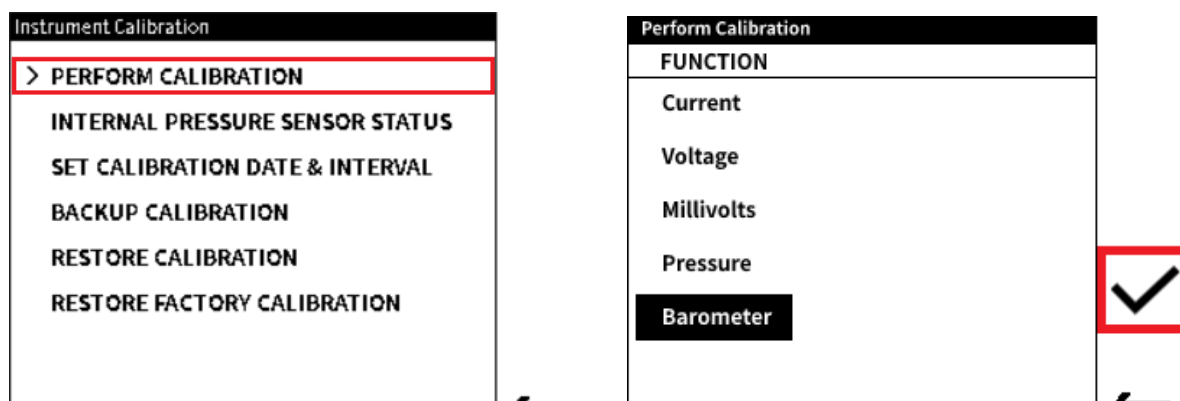 Instrument Calibration
> PERFORM CALIBRATION
INTERNAL PRESSURE SENSOR STATUS
SET CALIBRATION DATE & INTERVAL
BACKUP CALIBRATION
RESTORE CALIBRATION
RESTORE FACTORY CALIBRATION
Perform Calibration
FUNCTION
Current
Voltage
Millivolts
Pressure
Barometer